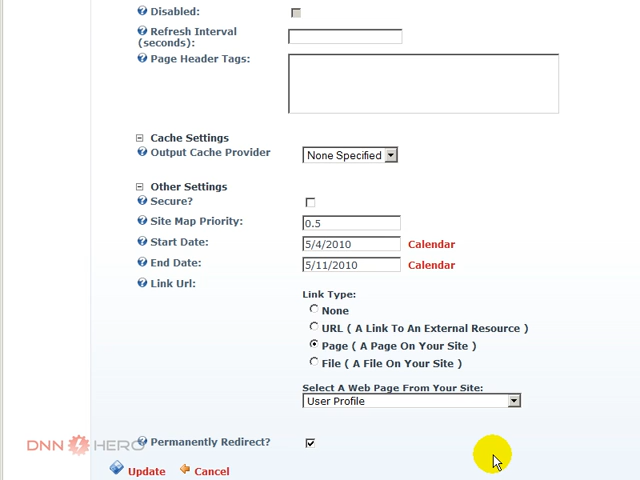 Disabled:
Refresh Interval
(seconds):
Page Header Tags:
Cache Settings
Output Cache Provider
None Specified
Other Settings
Secure?
Site Map Priority:
0.5
Start Date:
5/4/2010
Calendar
End Date:
5/11/2010
Calendar
Link Url:
Link Type:
None
URL ( A Link To An External Resource )
Page ( A Page On Your Site )
File ( A File On Your Site )
Select A Web Page From Your Site:
User Profile
DNN HERO
Permanently Redirect?
Update
Cancel